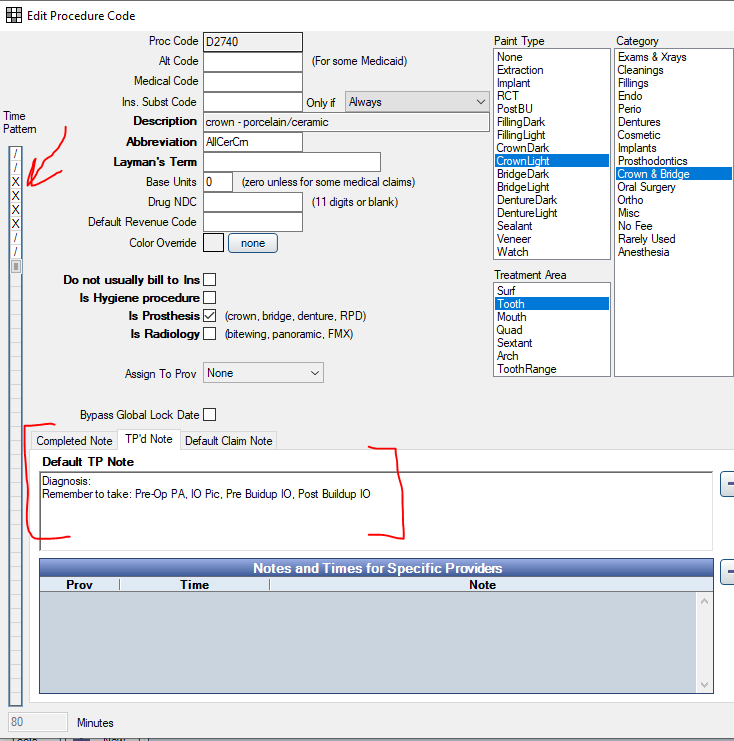 Edit Procedure Code
Proc Code D2740
Alt Code (For some Medicaid)
Medical Code
Ins. Subst Code Only if Always
Description crown - porcelain/ceramic
Abbreviation AllCerCrn
Layman's Term
Base Units 0 (zero unless for some medical claims)
Drug NDC (11 digits or blank)
Default Revenue Code
Color Override none
Time
Pattern
/
/
X
X
X
X
/
/
Do not usually bill to Ins
Is Hygiene procedure
Is Prosthesis (crown, bridge, denture, RPD)
Is Radiology (bitewing, panoramic, FMX)
Assign To Prov None
Bypass Global Lock Date
Paint Type
None
Extraction
Implant
RCT
PostBU
FillingDark
FillingLight
CrownDark
CrownLight
BridgeDark
BridgeLight
DentureDark
DentureLight
Sealant
Veneer
Watch
Treatment Area
Surf
Tooth
Mouth
Quad
Sextant
Arch
ToothRange
Category
Exams & Xrays
Cleanings
Fillings
Endo
Perio
Dentures
Cosmetic
Implants
Prosthodontics
Crown & Bridge
Oral Surgery
Ortho
Misc
No Fee
Rarely Used
Anesthesia
Completed Note TP'd Note Default Claim Note
Default TP Note
Diagnosis:
Remember to take: Pre-Op PA, IO Pic, Pre Buidup IO, Post Buildup IO
Notes and Times for Specific Providers
Prov Time Note
80 Minutes